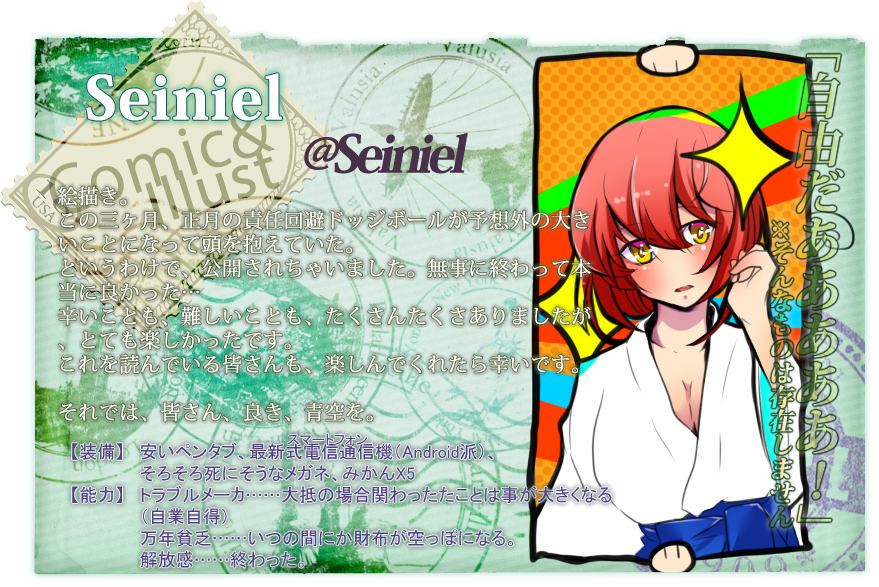 Seiniel
Comic&
Illust
USA
@Seiniel
絵描き。
この三ヶ月、正月の責任回避ドッジボールが予想外の大き
いことになって頭を抱えていた。
というわけで、公開されちゃいました。無事に終わって本
当に良かった…
辛いことも、難しいことも、たくさんたくさありましたが
、とても楽しかったです。
これを読んでいる皆さんも、楽しんでくれたら幸いです。
それでは、皆さん、良き、青空を。
スマートフォン
【装備】 安いペンタブ、最新式電信通信機(Android派)、
そろそろ死にそうなメガネ、みかんX5
【能力】 トラブルメーカ……大抵の場合関わったたことは事が大きくなる
(自業自得)
万年貧乏……いつの間にか財布が空っぽになる。
解放感……終わった。
「自由だぁあああああ!」
※そんなものは存在しません
Valusia
Valusia